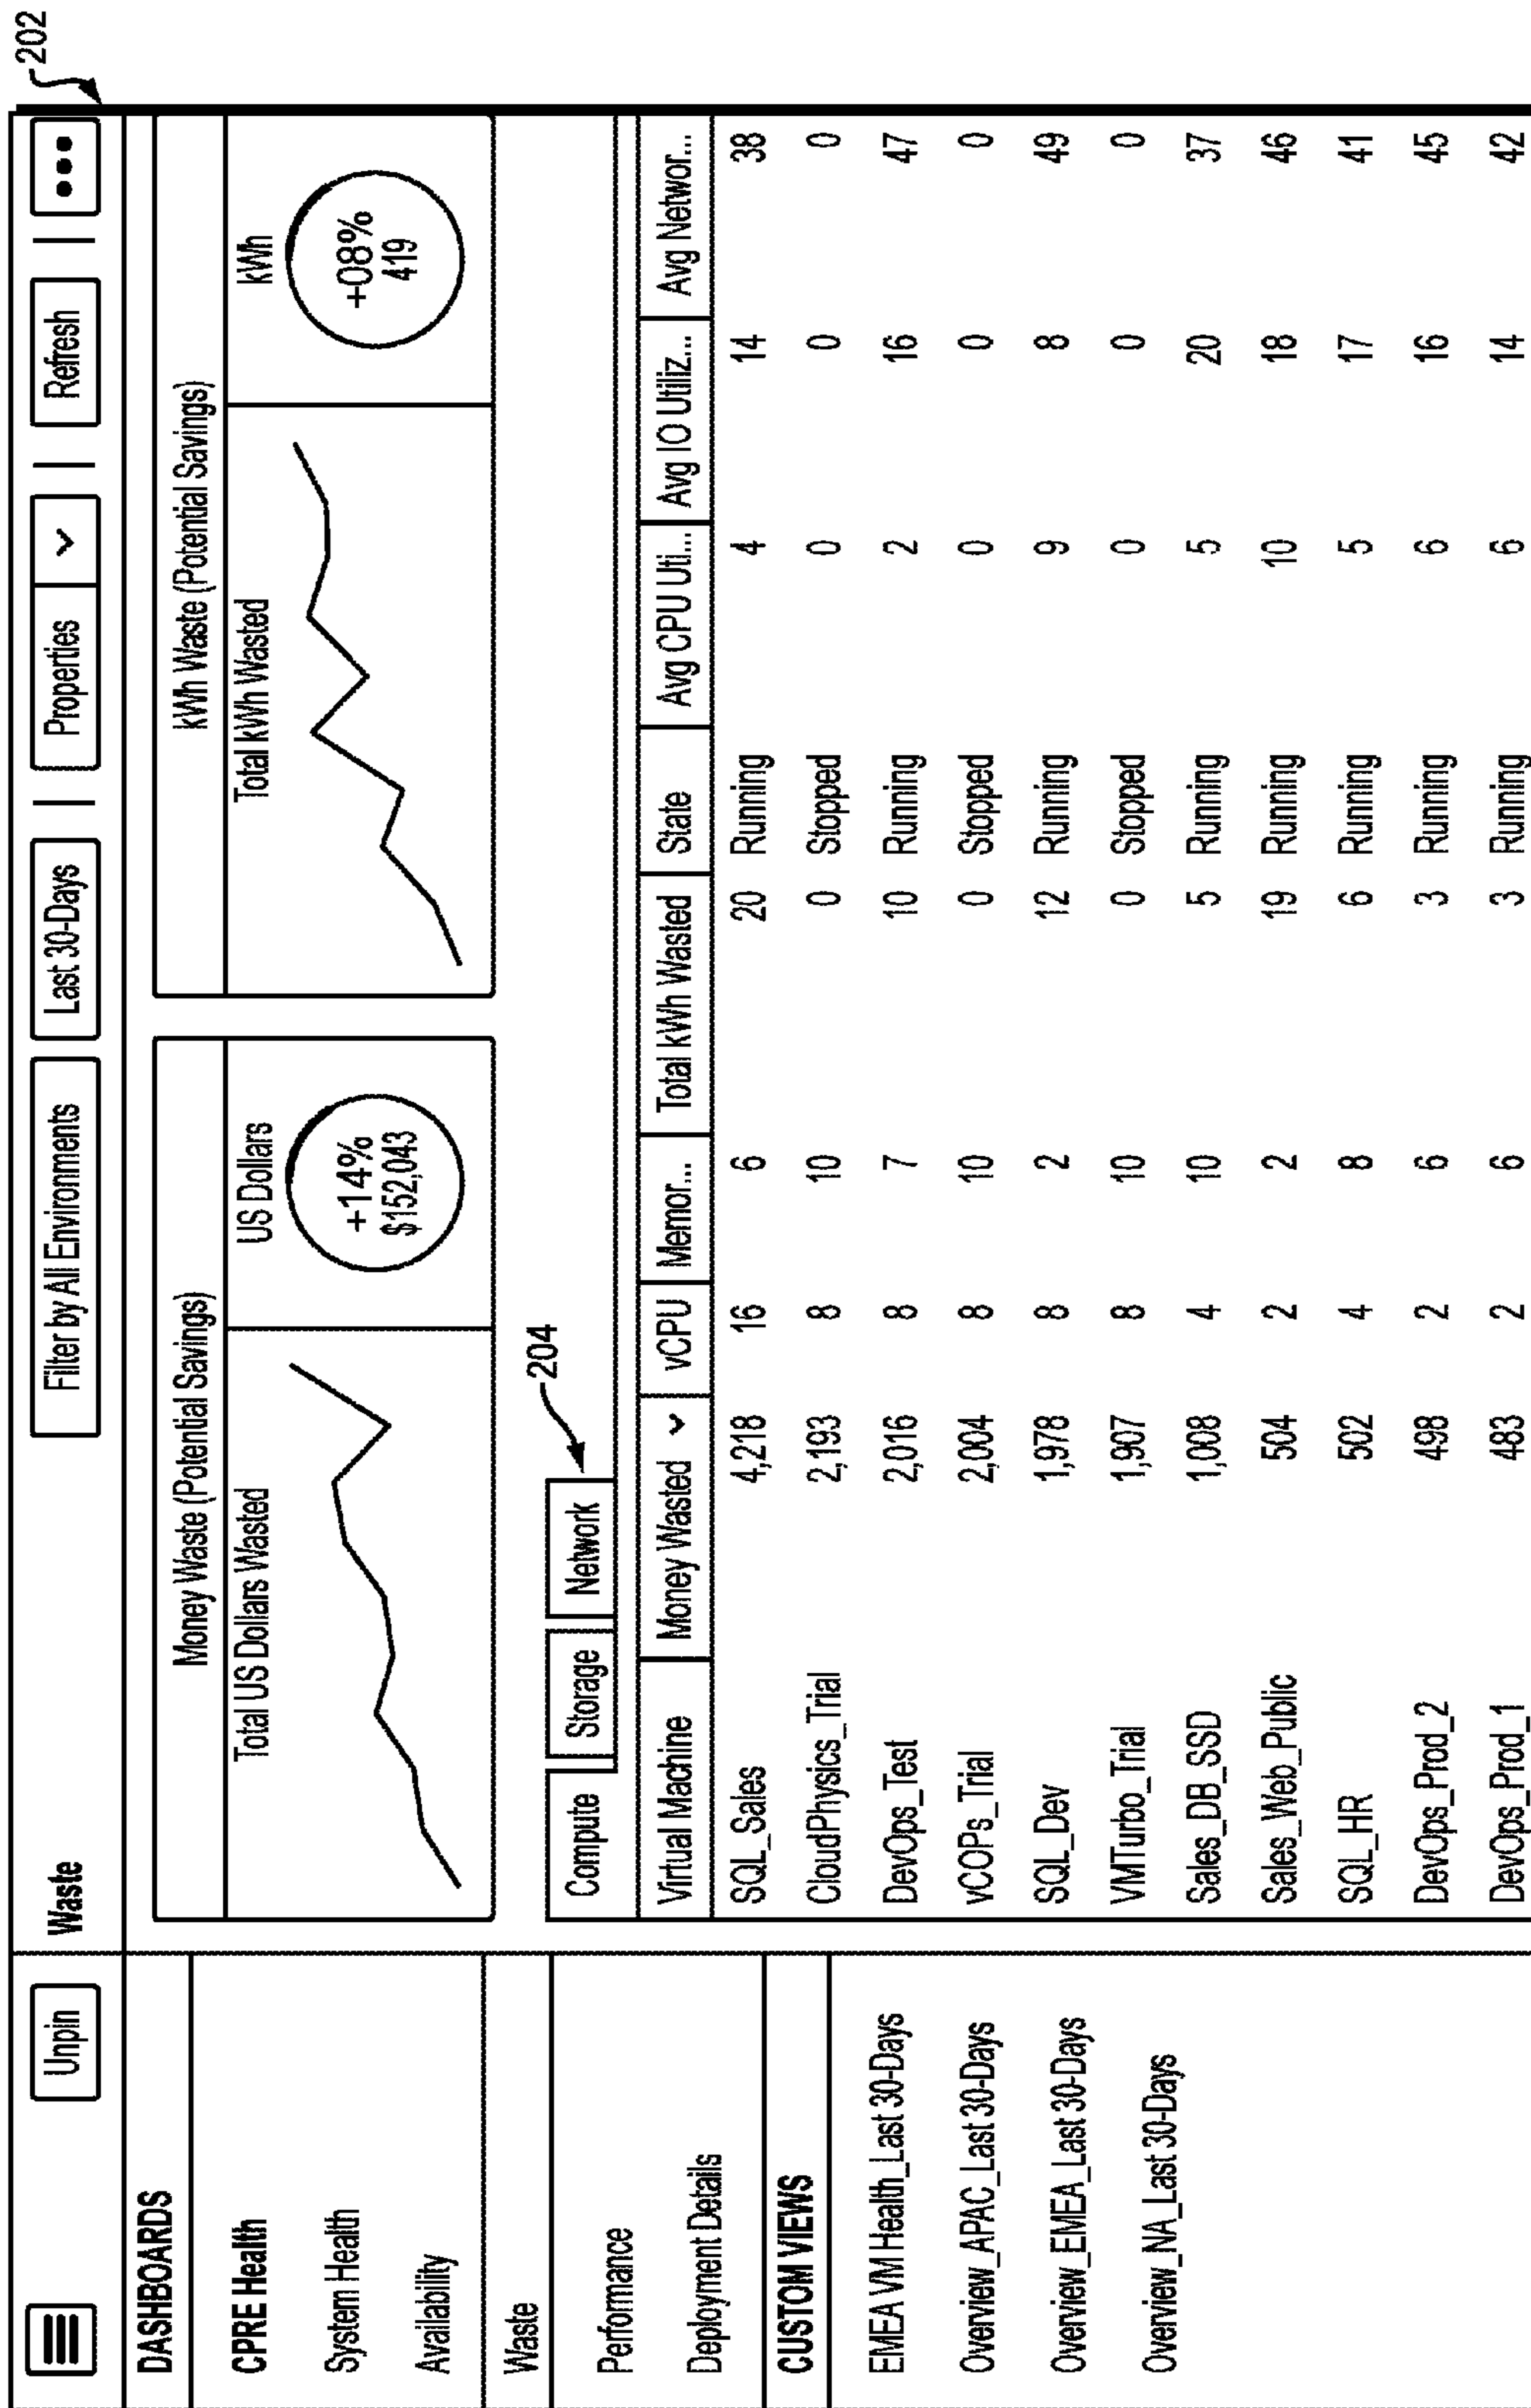 202
Unpin Waste Filter by All Environments Last 30-Days Properties Refresh
DASHBOARDS
CPRE Health
System Health
Availability
Waste
Performance
Deployment Details
CUSTOM VIEWS
EMEA VM Health_Last 30-Days
Overview_APAC_Last 30-Days
Overview_EMEA_Last 30-Days
Overview_NA_Last 30-Days
Money Waste (Potential Savings)
Total US Dollars Wasted
US Dollars
+14%
$152,043
kWh Waste (Potential Savings)
Total kWh Wasted
kWh
+08%
419
204
Compute Storage Network
Virtual Machine Money Wasted vCPU Memor... Total kWh Wasted State Avg CPU Uti... Avg IO Utiliz... Avg Networ...
SQL_Sales 4,218 16 6 20 Running 4 14 38
CloudPhysics_Trial 2,193 8 10 0 Stopped 0 0 0
DevOps_Test 2,016 8 7 10 Running 2 16 47
vCOPs_Trial 2,004 8 10 0 Stopped 0 0 0
SQL_Dev 1,978 8 2 12 Running 9 8 49
VMTurbo_Trial 1,907 8 10 0 Stopped 0 0 0
Sales_DB_SSD 1,008 4 10 5 Running 5 20 37
Sales_Web_Public 504 2 2 19 Running 10 18 46
SQL_HR 502 4 8 6 Running 5 17 41
DevOps_Prod_2 498 2 6 3 Running 6 16 45
DevOps_Prod_1 483 2 6 3 Running 6 14 42